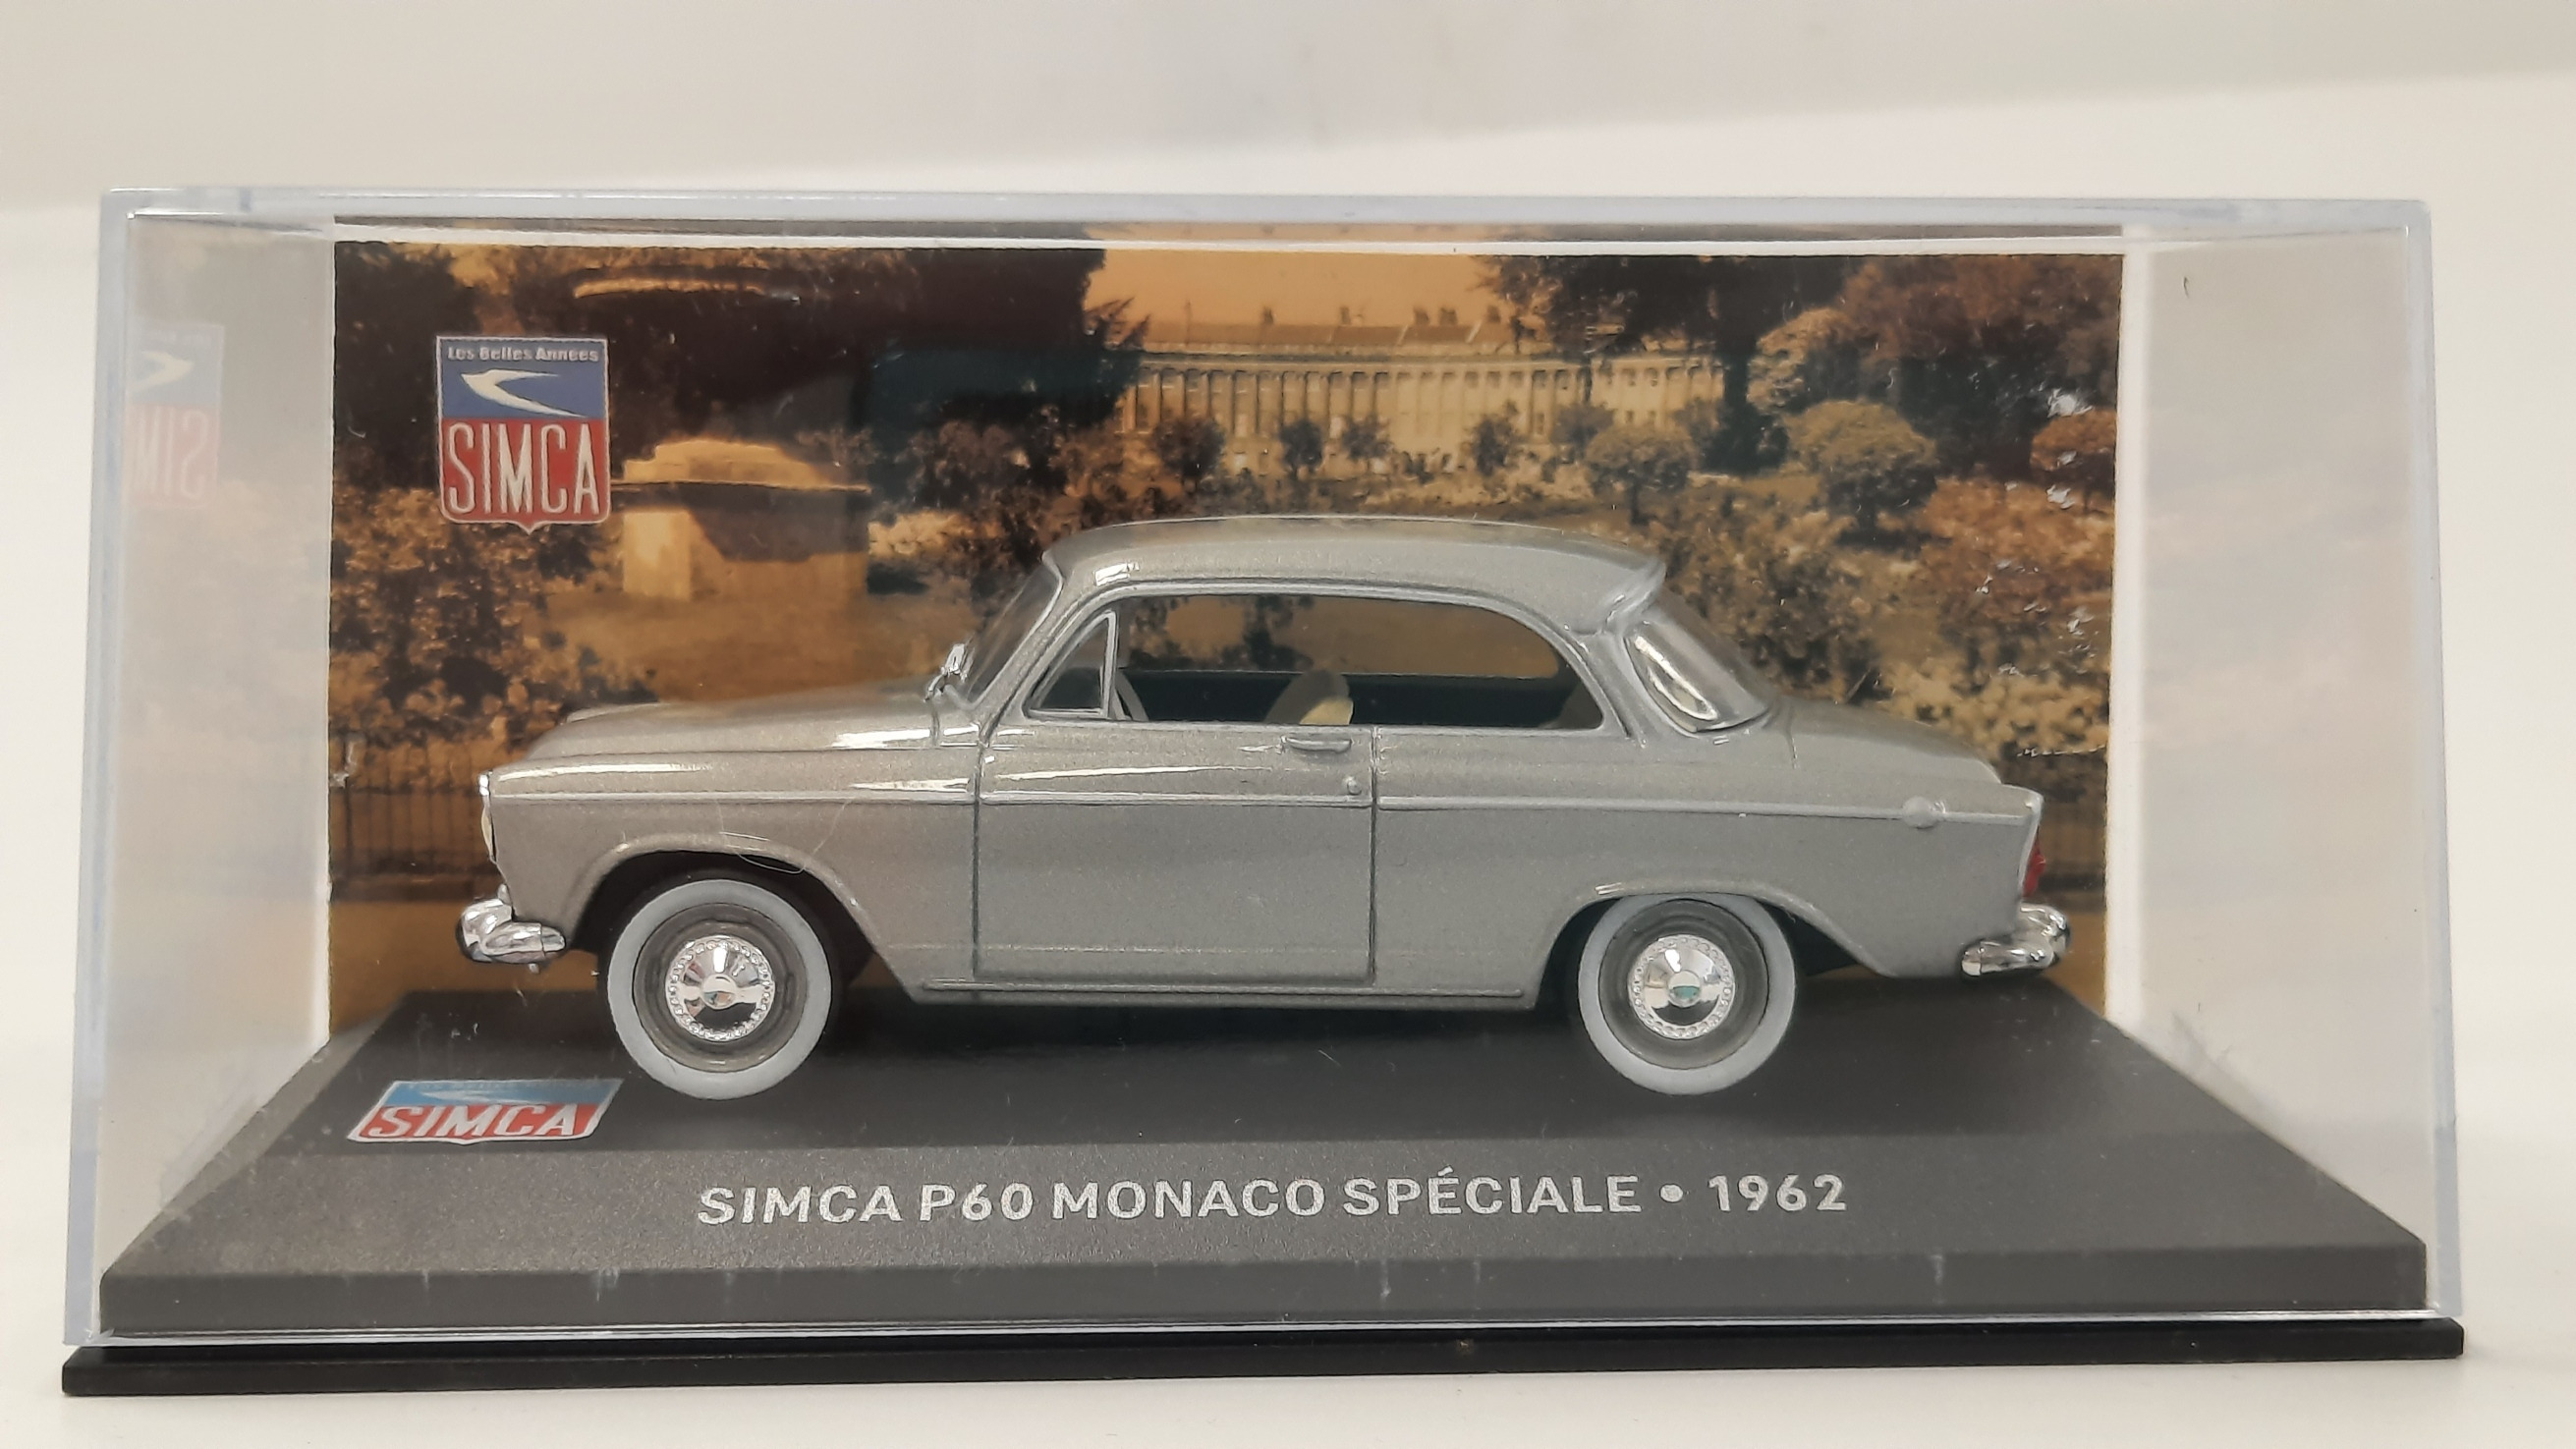 Les Belles Années
SIMCA
SIMCA
SIMCA P60 MONACO SPÉCIALE • 1962